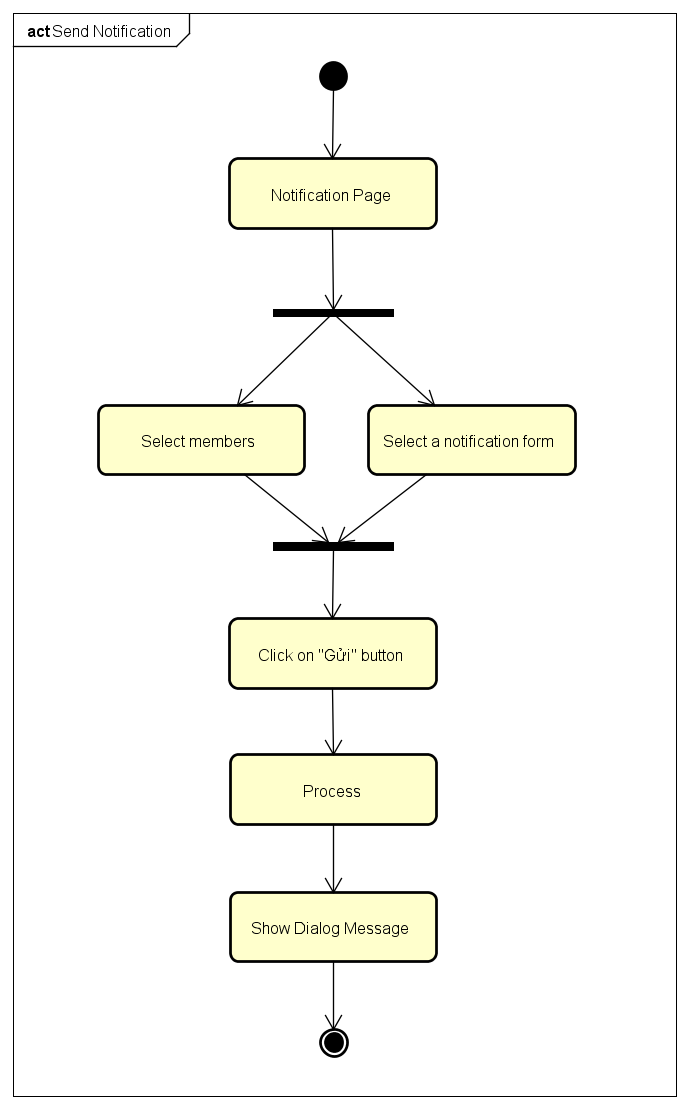 act Send Notification
Notification Page
Select members
Select a notification form
Click on "Gửi" button
Process
Show Dialog Message